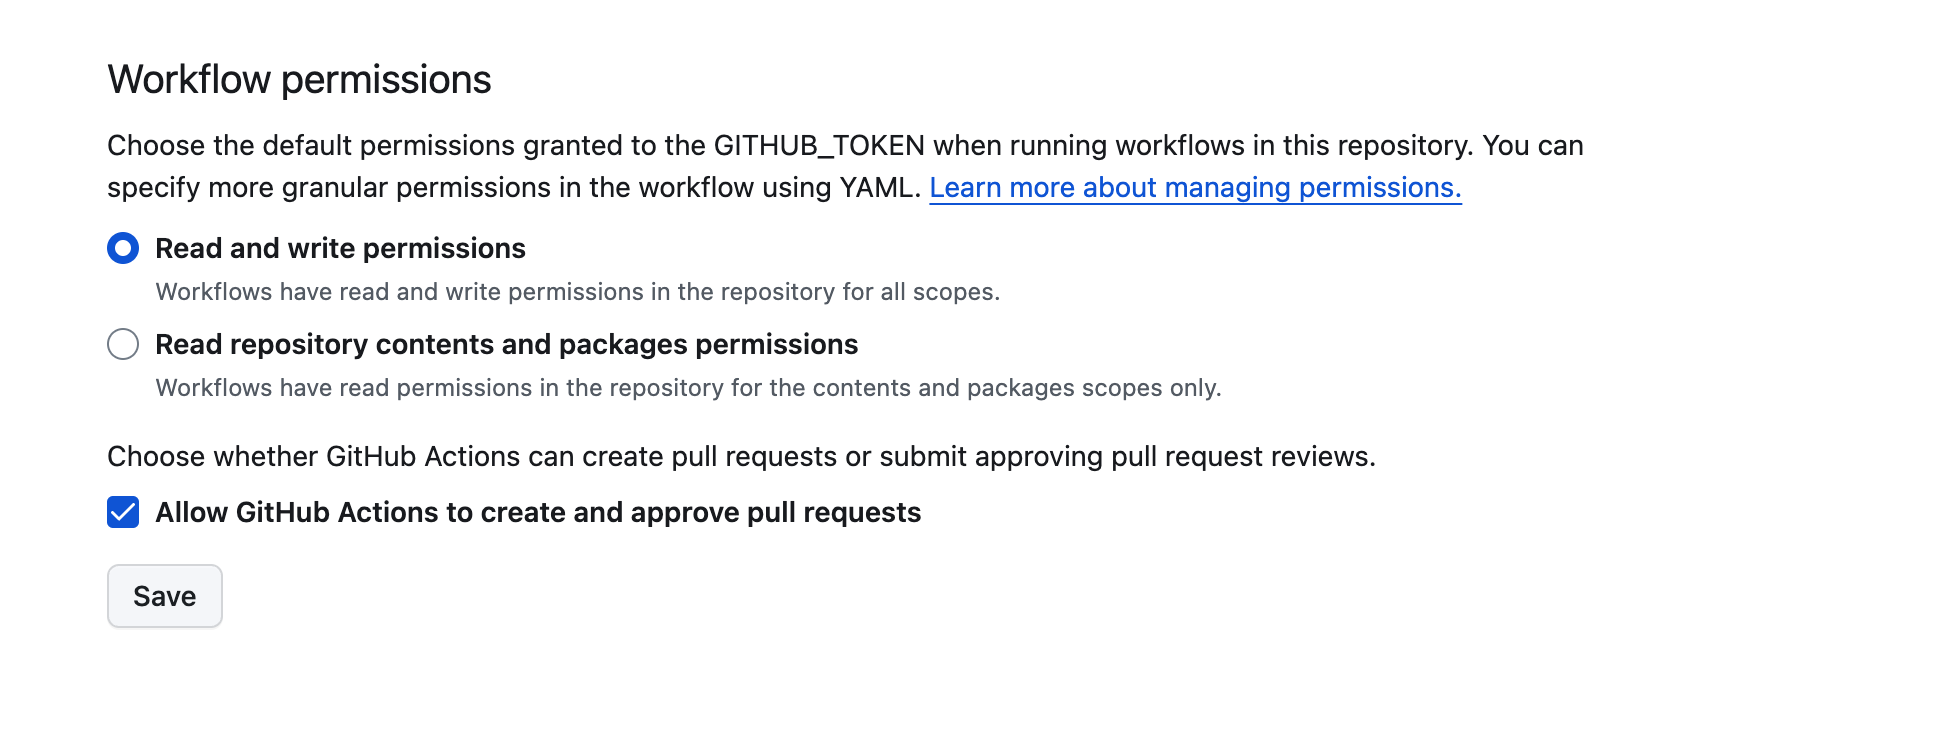 Workflow permissions
Choose the default permissions granted to the GITHUB_TOKEN when running workflows in this repository. You can
specify more granular permissions in the workflow using YAML. Learn more about managing permissions.
Read and write permissions
Workflows have read and write permissions in the repository for all scopes.
Read repository contents and packages permissions
Workflows have read permissions in the repository for the contents and packages scopes only.
Choose whether GitHub Actions can create pull requests or submit approving pull request reviews.
Allow GitHub Actions to create and approve pull requests
Save